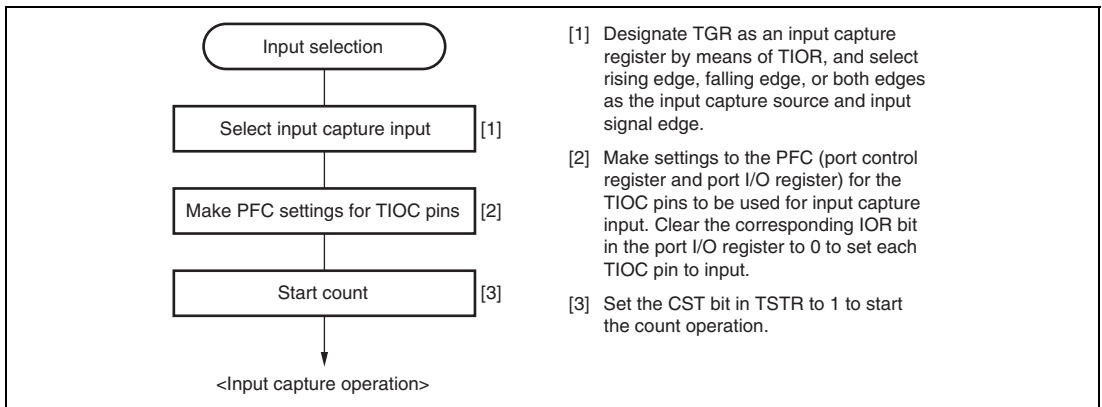 Input selection
Select input capture input
[1]
Make PFC settings for TIOC pins
[2]
Start count
[3]
<Input capture operation>
[1] Designate TGR as an input capture
register by means of TIOR, and select
rising edge, falling edge, or both edges
as the input capture source and input
signal edge.
[2] Make settings to the PFC (port control
register and port I/O register) for the
TIOC pins to be used for input capture
input. Clear the corresponding IOR bit
in the port I/O register to 0 to set each
TIOC pin to input.
[3] Set the CST bit in TSTR to 1 to start
the count operation.